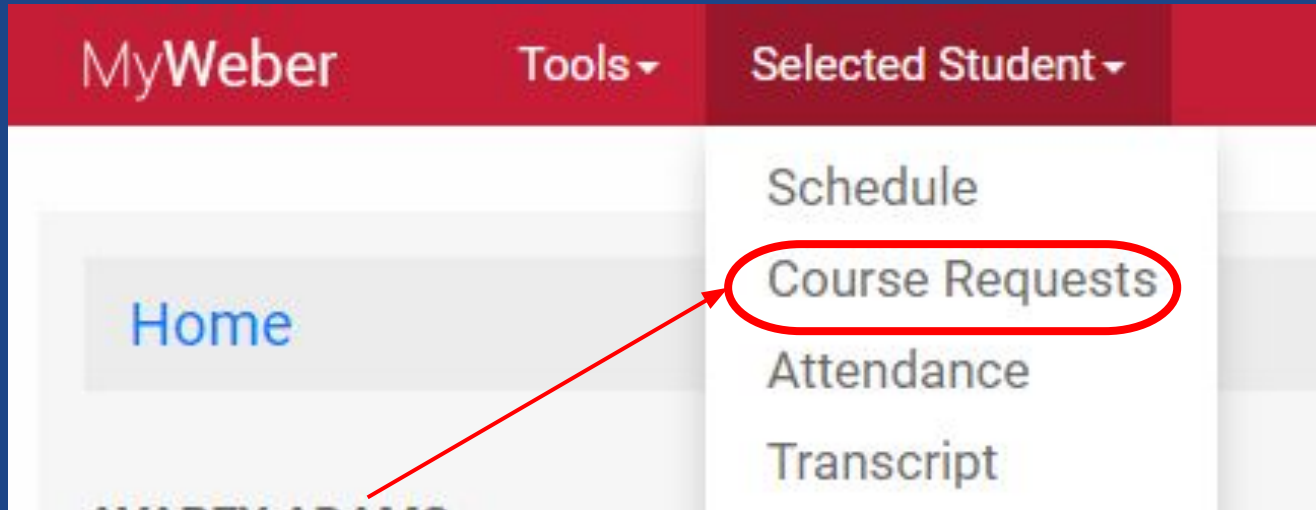 MyWeber Tools Selected Student
Schedule
Course Requests
Home
Attendance
Transcript